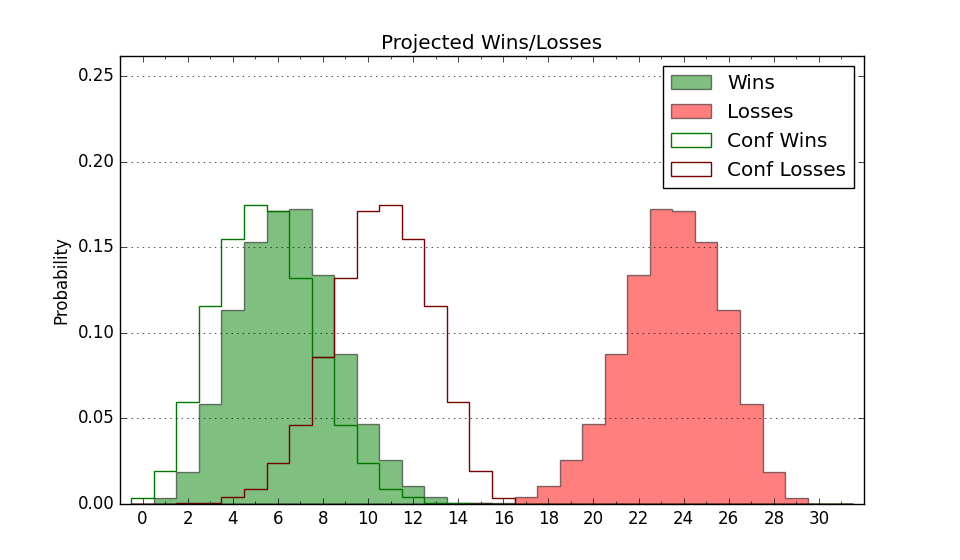 Projected Wins/Losses
0.25
0.20
0.15
0.10
0.05
0.00
Probability
Wins
Losses
Conf Wins
Conf Losses
0 2 4 6 8 10 12 14 16 18 20 22 24 26 28 30